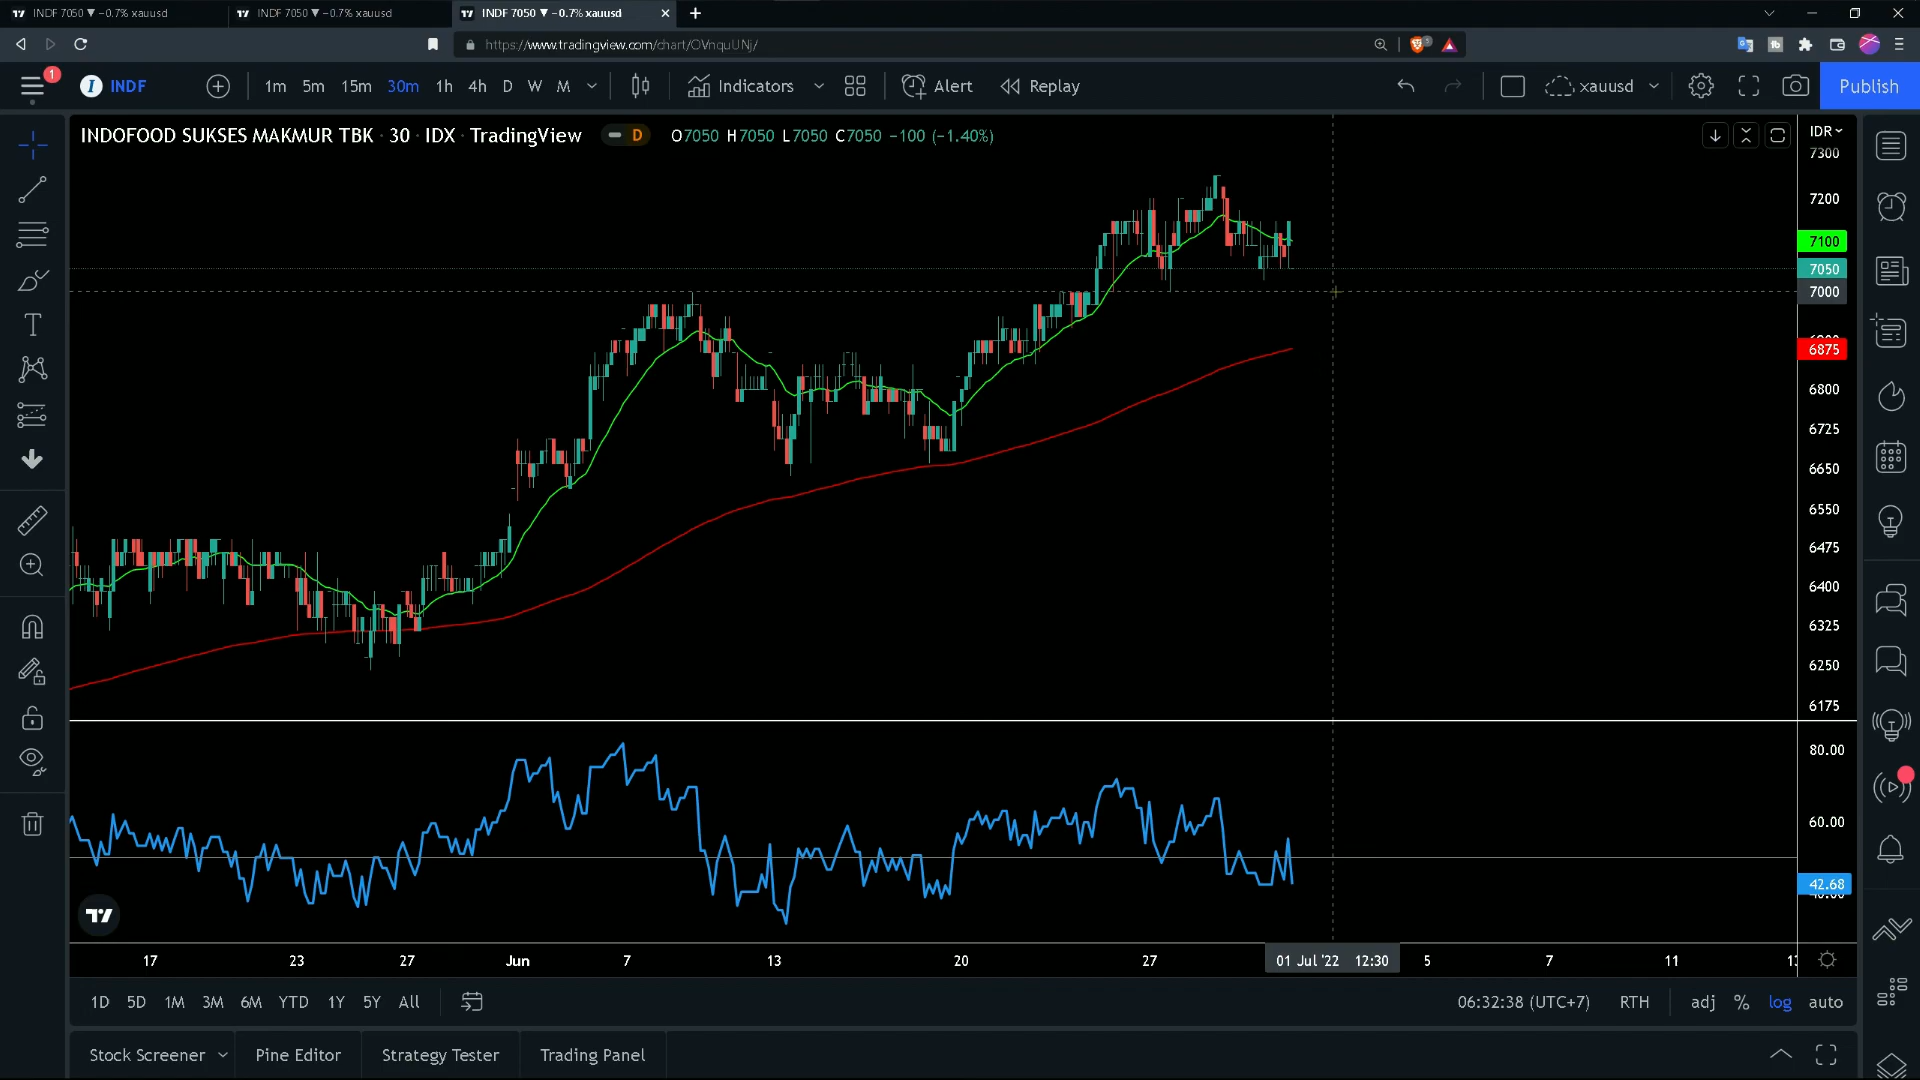 INDF 7050 ▼ −0.7% xauusd
INDF 7050 ▼ −0.7% xauusd
INDF 7050 ▼ −0.7% xauusd
https://www.tradingview.com/chart/OVnquUNj/
1
INDF
1m 5m 15m 30m 1h 4h D W M
Indicators
Alert
Replay
xauusd
Publish
INDOFOOD SUKSES MAKMUR TBK · 30 · IDX · TradingView
D
O7050 H7050 L7050 C7050 −100 (−1.40%)
IDR
7300
7200
7100
7050
7000
6875
6800
6725
6650
6550
6475
6400
6325
6250
6175
80.00
60.00
42.68
17 23 27 Jun 7 13 20 27 01 Jul '22 12:30 5 7 11
1D 5D 1M 3M 6M YTD 1Y 5Y All
06:32:38 (UTC+7) RTH adj % log auto
Stock Screener Pine Editor Strategy Tester Trading Panel